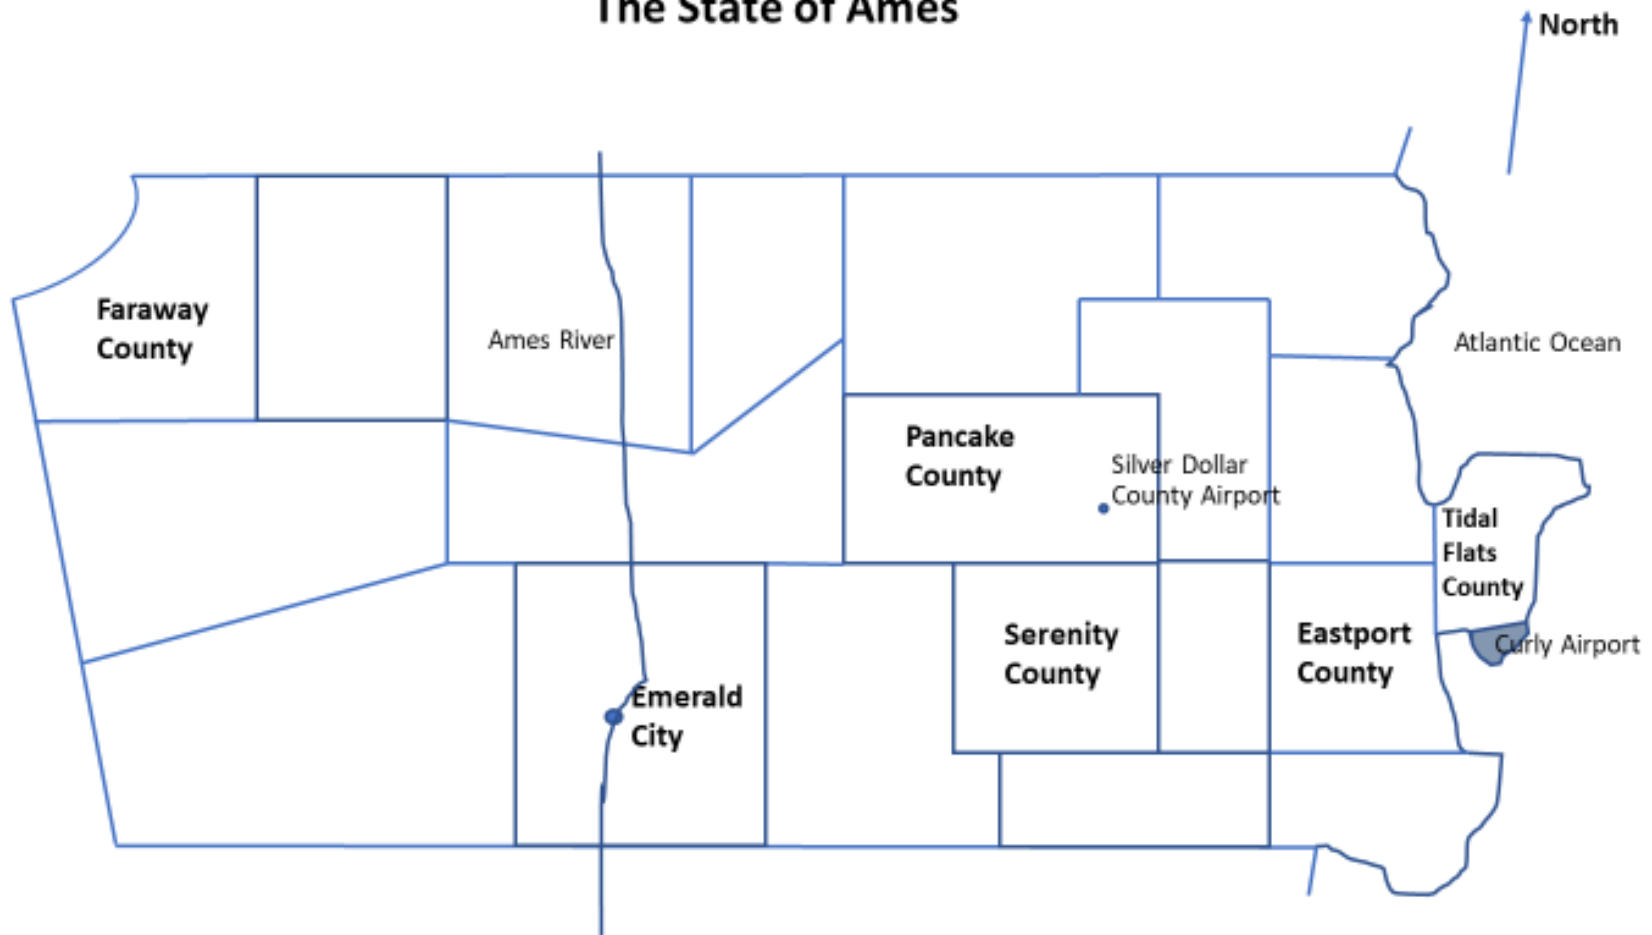 The State of Ames
North
Faraway
County
Ames River
Atlantic Ocean
Pancake
County
Silver Dollar
County Airport
Tidal
Flats
County
Serenity
County
Eastport
County
Curly Airport
Emerald
City